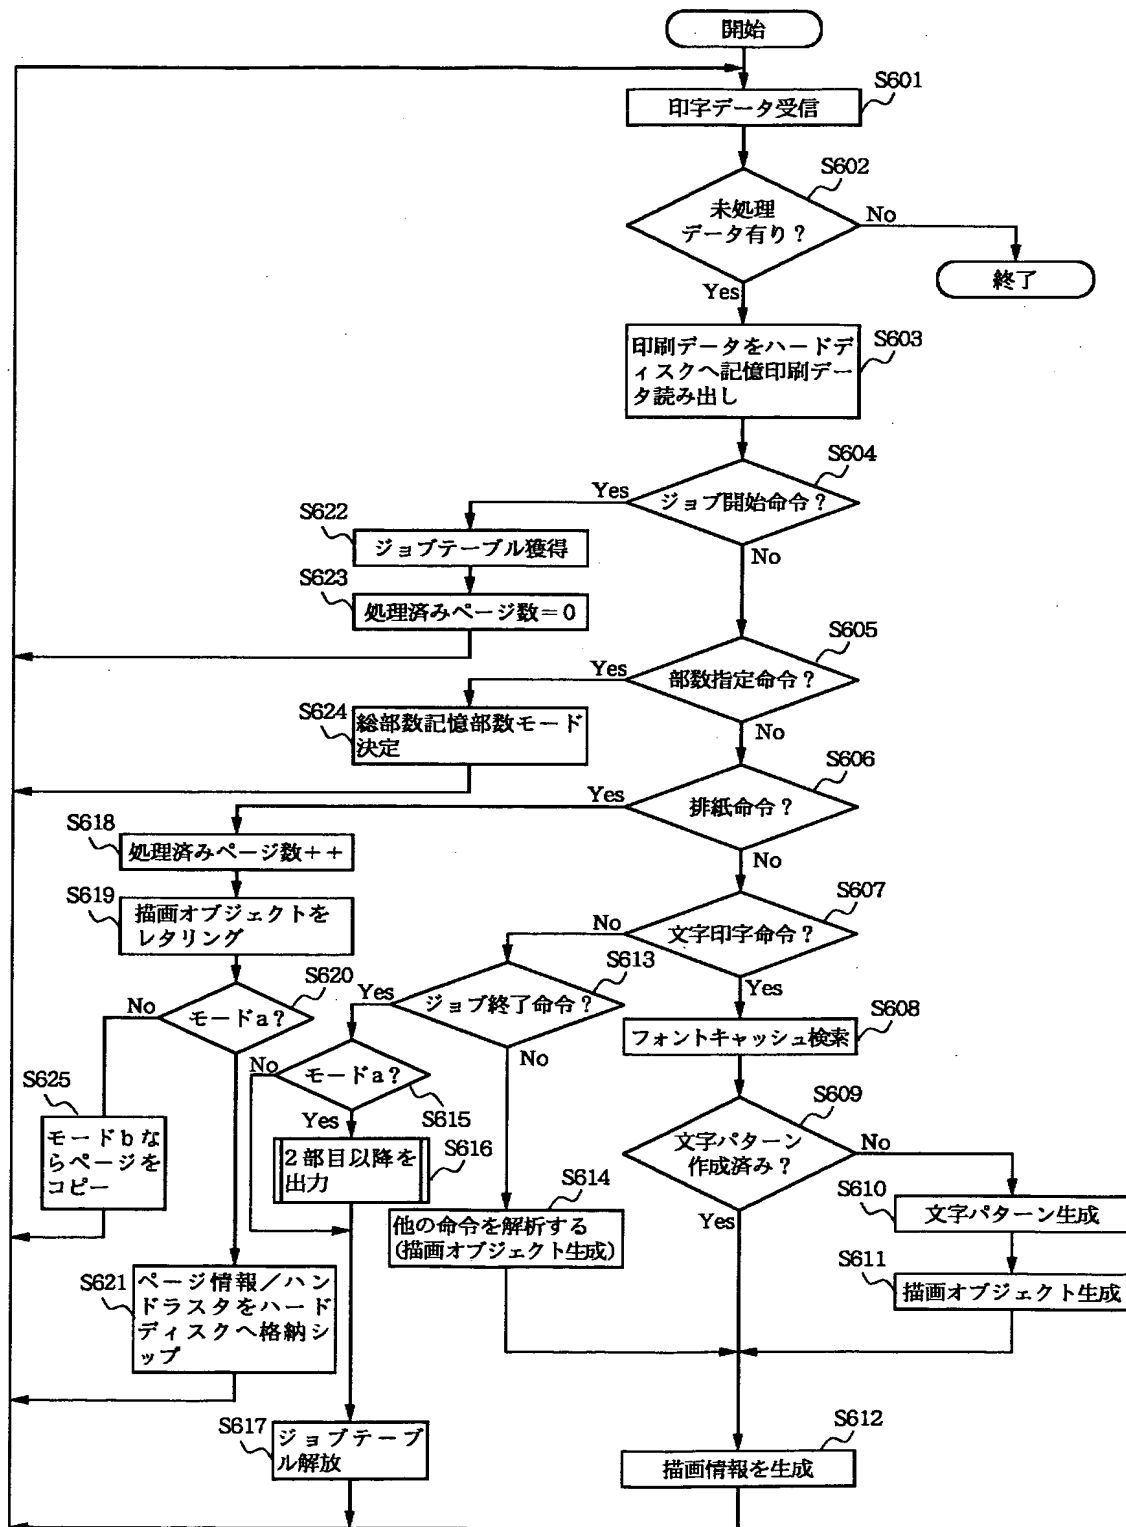 開始
S601
印字データ受信
S602
未処理
データ有り？
No
終了
Yes
S603
印刷データをハードデ
ィスクへ記憶印刷デー
タ読み出し
S604
ジョブ開始命令？
Yes
No
S622
ジョブテーブル獲得
S623
処理済みページ数＝0
S605
部数指定命令？
Yes
No
S624
総部数記憶部数モード
決定
S606
排紙命令？
Yes
No
S618
処理済みページ数＋＋
S619
描画オブジェクトを
レタリング
S607
文字印字命令？
No
Yes
S613
ジョブ終了命令？
Yes
No
S620
モードa？
No
S608
フォントキャッシュ検索
モードa？
No
S615
Yes
S625
モードｂな
らページを
コピー
S616
2部目以降を
出力
S609
文字パターン
作成済み？
No
Yes
S614
他の命令を解析する
(描画オブジェクト生成)
S610
文字パターン生成
S611
描画オブジェクト生成
S621
ページ情報／ハン
ドラスタをハード
ディスクへ格納シ
ップ
S617
ジョブテーブ
ル解放
S612
描画情報を生成